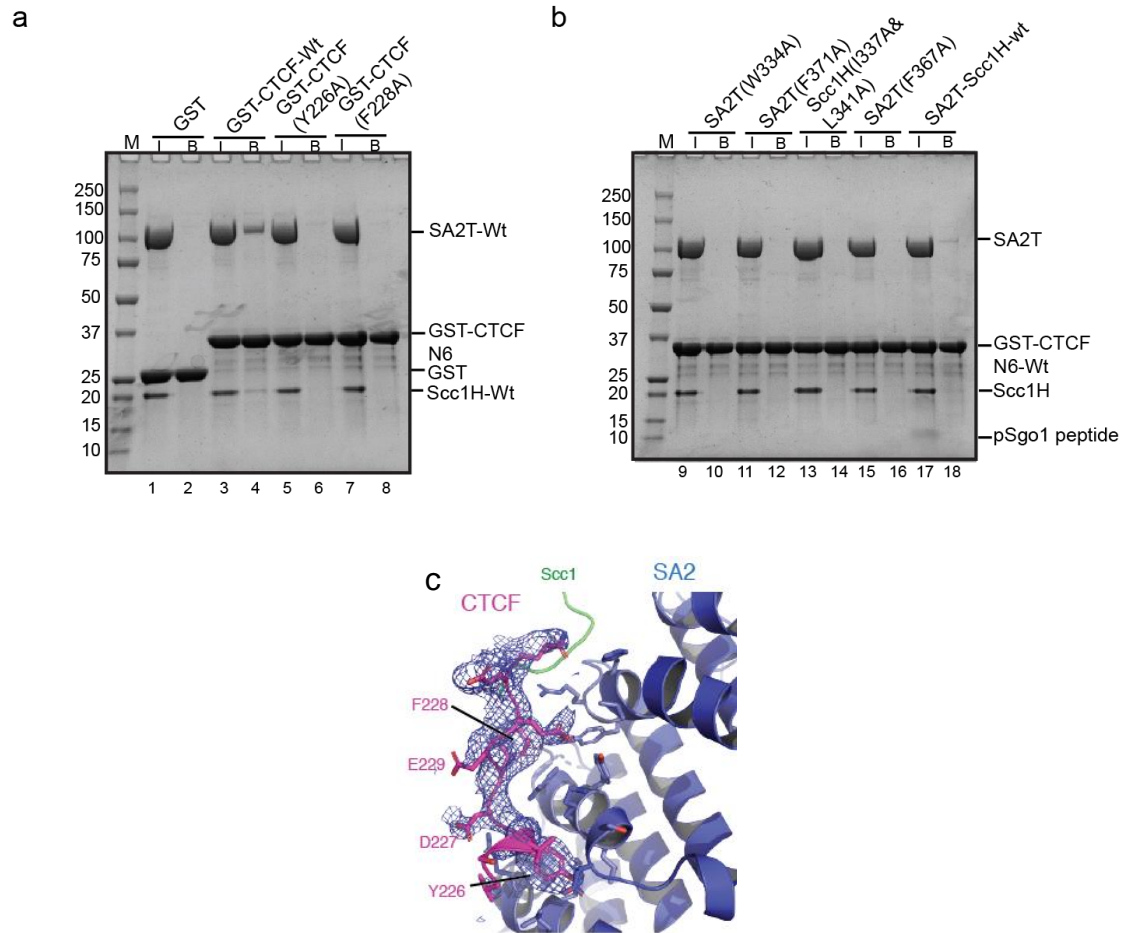 a
GST
GST-CTCF-Wt
GST-CTCF
(Y226A)
GST-CTCF
(F228A)
M I B I B I B I B
250
150
100
75
50
37
25
20
15
10
SA2T-Wt
GST-CTCF
N6
GST
Scc1H-Wt
1 2 3 4 5 6 7 8
b
SA2T(W334A)
SA2T(F371A)
Scc1H(I337A&
L341A)
SA2T(F367A)
SA2T-Scc1H-wt
M I B I B I B I B I B
250
150
100
75
50
37
25
20
15
10
SA2T
GST-CTCF
N6-Wt
Scc1H
pSgo1 peptide
9 10 11 12 13 14 15 16 17 18
c
Scc1
SA2
CTCF
F228
E229
D227
Y226